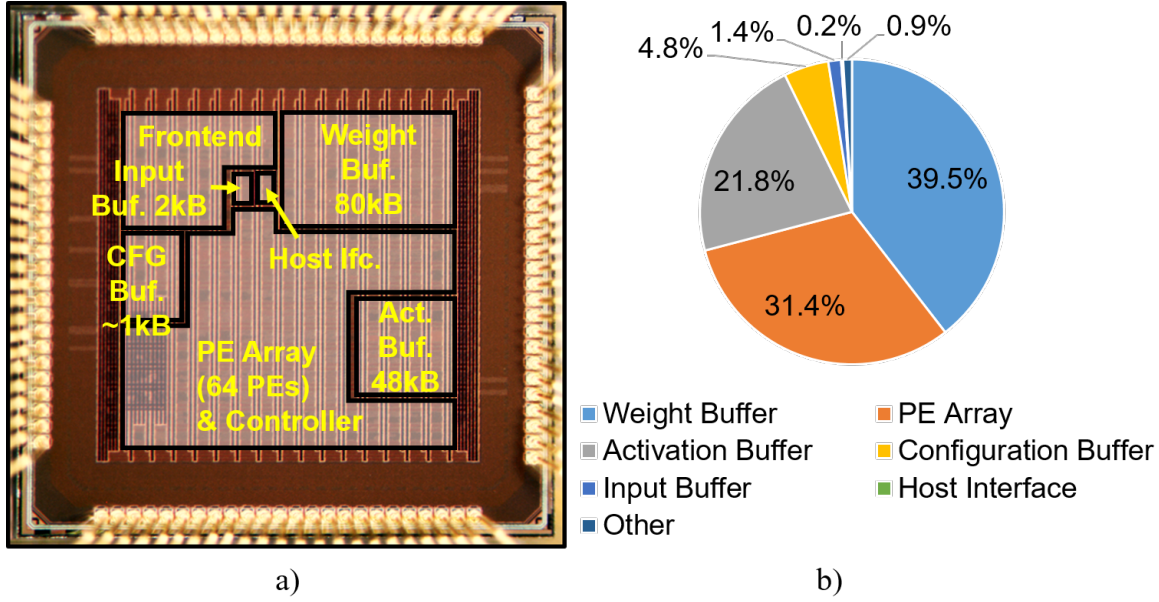 Frontend
Input
Buf. 2kB
Weight
Buf.
80kB
CFG
Buf.
~1kB
Host Ifc.
Act.
Buf.
48kB
PE Array
(64 PEs)
& Controller
a)
4.8%
1.4%
0.2%
0.9%
39.5%
21.8%
31.4%
Weight Buffer
PE Array
Activation Buffer
Configuration Buffer
Input Buffer
Host Interface
Other
b)